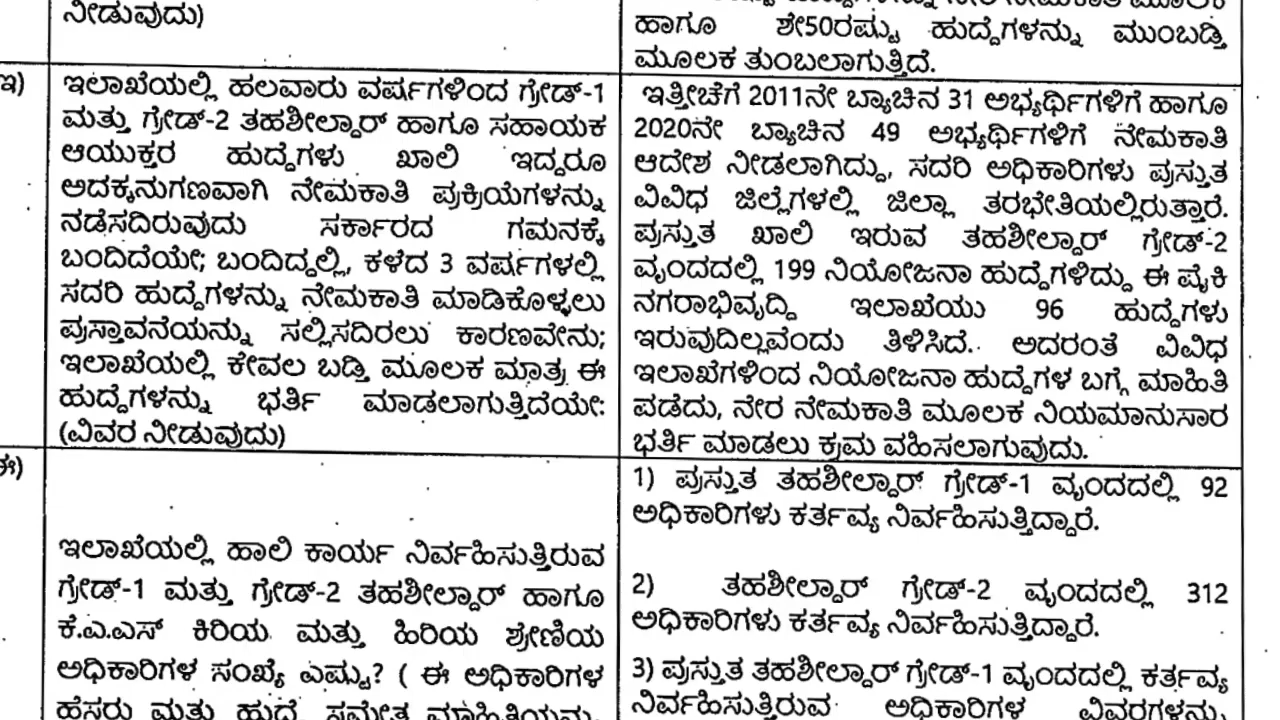 ನೀಡುವುದು)
ಹಾಗೂ ಶೇ50ರಷ್ಟು ಹುದ್ದೆಗಳನ್ನು ಮುಂಬಡ್ತಿ
ಮೂಲಕ ತುಂಬಲಾಗುತ್ತಿದೆ.
ಇ)
ಇಲಾಖೆಯಲ್ಲಿ ಹಲವಾರು ವರ್ಷಗಳಿಂದ ಗ್ರೇಡ್-1
ಮತ್ತು ಗ್ರೇಡ್-2 ತಹಶೀಲ್ದಾರ್ ಹಾಗೂ ಸಹಾಯಕ
ಆಯುಕ್ತರ ಹುದ್ದೆಗಳು ಖಾಲಿ ಇದ್ದರೂ
ಅದಕ್ಕನುಗಣವಾಗಿ ನೇಮಕಾತಿ ಪ್ರಕ್ರಿಯೆಗಳನ್ನು
ನಡೆಸದಿರುವುದು ಸರ್ಕಾರದ ಗಮನಕ್ಕೆ
ಬಂದಿದೆಯೇ; ಬಂದಿದ್ದಲ್ಲಿ, ಕಳೆದ 3 ವರ್ಷಗಳಲ್ಲಿ
ಸದರಿ ಹುದ್ದೆಗಳನ್ನು ನೇಮಕಾತಿ ಮಾಡಿಕೊಳ್ಳಲು
ಪ್ರಸ್ತಾವನೆಯನ್ನು ಸಲ್ಲಿಸದಿರಲು ಕಾರಣವೇನು;
ಇಲಾಖೆಯಲ್ಲಿ ಕೇವಲ ಬಡ್ತಿ ಮೂಲಕ ಮಾತ್ರ ಈ
ಹುದ್ದೆಗಳನ್ನು ಭರ್ತಿ ಮಾಡಲಾಗುತ್ತಿದೆಯೇ:
(ವಿವರ ನೀಡುವುದು)
ಇತ್ತೀಚೆಗೆ 2011ನೇ ಬ್ಯಾಚಿನ 31 ಅಭ್ಯರ್ಥಿಗಳಿಗೆ ಹಾಗೂ
2020ನೇ ಬ್ಯಾಚಿನ 49 ಅಭ್ಯರ್ಥಿಗಳಿಗೆ ನೇಮಕಾತಿ
ಆದೇಶ ನೀಡಲಾಗಿದ್ದು, ಸದರಿ ಅಧಿಕಾರಿಗಳು ಪ್ರಸ್ತುತ
ವಿವಿಧ ಜಿಲ್ಲೆಗಳಲ್ಲಿ ಜಿಲ್ಲಾ ತರಭೇತಿಯಲ್ಲಿರುತ್ತಾರೆ.
ಪ್ರಸ್ತುತ ಖಾಲಿ ಇರುವ ತಹಶೀಲ್ದಾರ್ ಗ್ರೇಡ್-2
ವೃಂದದಲ್ಲಿ 199 ನಿಯೋಜನಾ ಹುದ್ದೆಗಳಿದ್ದು ಈ ಪೈಕಿ
ನಗರಾಭಿವೃದ್ದಿ ಇಲಾಖೆಯು 96 ಹುದ್ದೆಗಳು
ಇರುವುದಿಲ್ಲವೆಂದು ತಿಳಿಸಿದೆ. ಅದರಂತೆ ವಿವಿಧ
ಇಲಾಖೆಗಳಿಂದ ನಿಯೋಜನಾ ಹುದ್ದೆಗಳ ಬಗ್ಗೆ ಮಾಹಿತಿ
ಪಡೆದು, ನೇರ ನೇಮಕಾತಿ ಮೂಲಕ ನಿಯಮಾನುಸಾರ
ಭರ್ತಿ ಮಾಡಲು ಕ್ರಮ ವಹಿಸಲಾಗುವುದು.
ಈ)
ಇಲಾಖೆಯಲ್ಲಿ ಹಾಲಿ ಕಾರ್ಯ ನಿರ್ವಹಿಸುತ್ತಿರುವ
ಗ್ರೇಡ್-1 ಮತ್ತು ಗ್ರೇಡ್-2 ತಹಶೀಲ್ದಾರ್ ಹಾಗೂ
ಕೆ.ಎ.ಎಸ್ ಕಿರಿಯ ಮತ್ತು ಹಿರಿಯ ಶ್ರೇಣಿಯ
ಅಧಿಕಾರಿಗಳ ಸಂಖ್ಯೆ ಎಷ್ಟು? ( ಈ ಅಧಿಕಾರಿಗಳ
ಹೆಸರು ಮತ್ತು ಹುದ್ದೆ ಸಮೇತ ಮಾಹಿತಿಯನ್ನು
1) ಪ್ರಸ್ತುತ ತಹಶೀಲ್ದಾರ್ ಗ್ರೇಡ್-1 ವೃಂದದಲ್ಲಿ 92
ಅಧಿಕಾರಿಗಳು ಕರ್ತವ್ಯ ನಿರ್ವಹಿಸುತ್ತಿದ್ದಾರೆ.
2) ತಹಶೀಲ್ದಾರ್ ಗ್ರೇಡ್-2 ವೃಂದದಲ್ಲಿ 312
ಅಧಿಕಾರಿಗಳು ಕರ್ತವ್ಯ ನಿರ್ವಹಿಸುತ್ತಿದ್ದಾರೆ.
3) ಪ್ರಸ್ತುತ ತಹಶೀಲ್ದಾರ್ ಗ್ರೇಡ್-1 ವೃಂದದಲ್ಲಿ ಕರ್ತವ್ಯ
ನಿರ್ವಹಿಸುತ್ತಿರುವ ಅಧಿಕಾರಿಗಳ ವಿವರಗಳನ್ನು